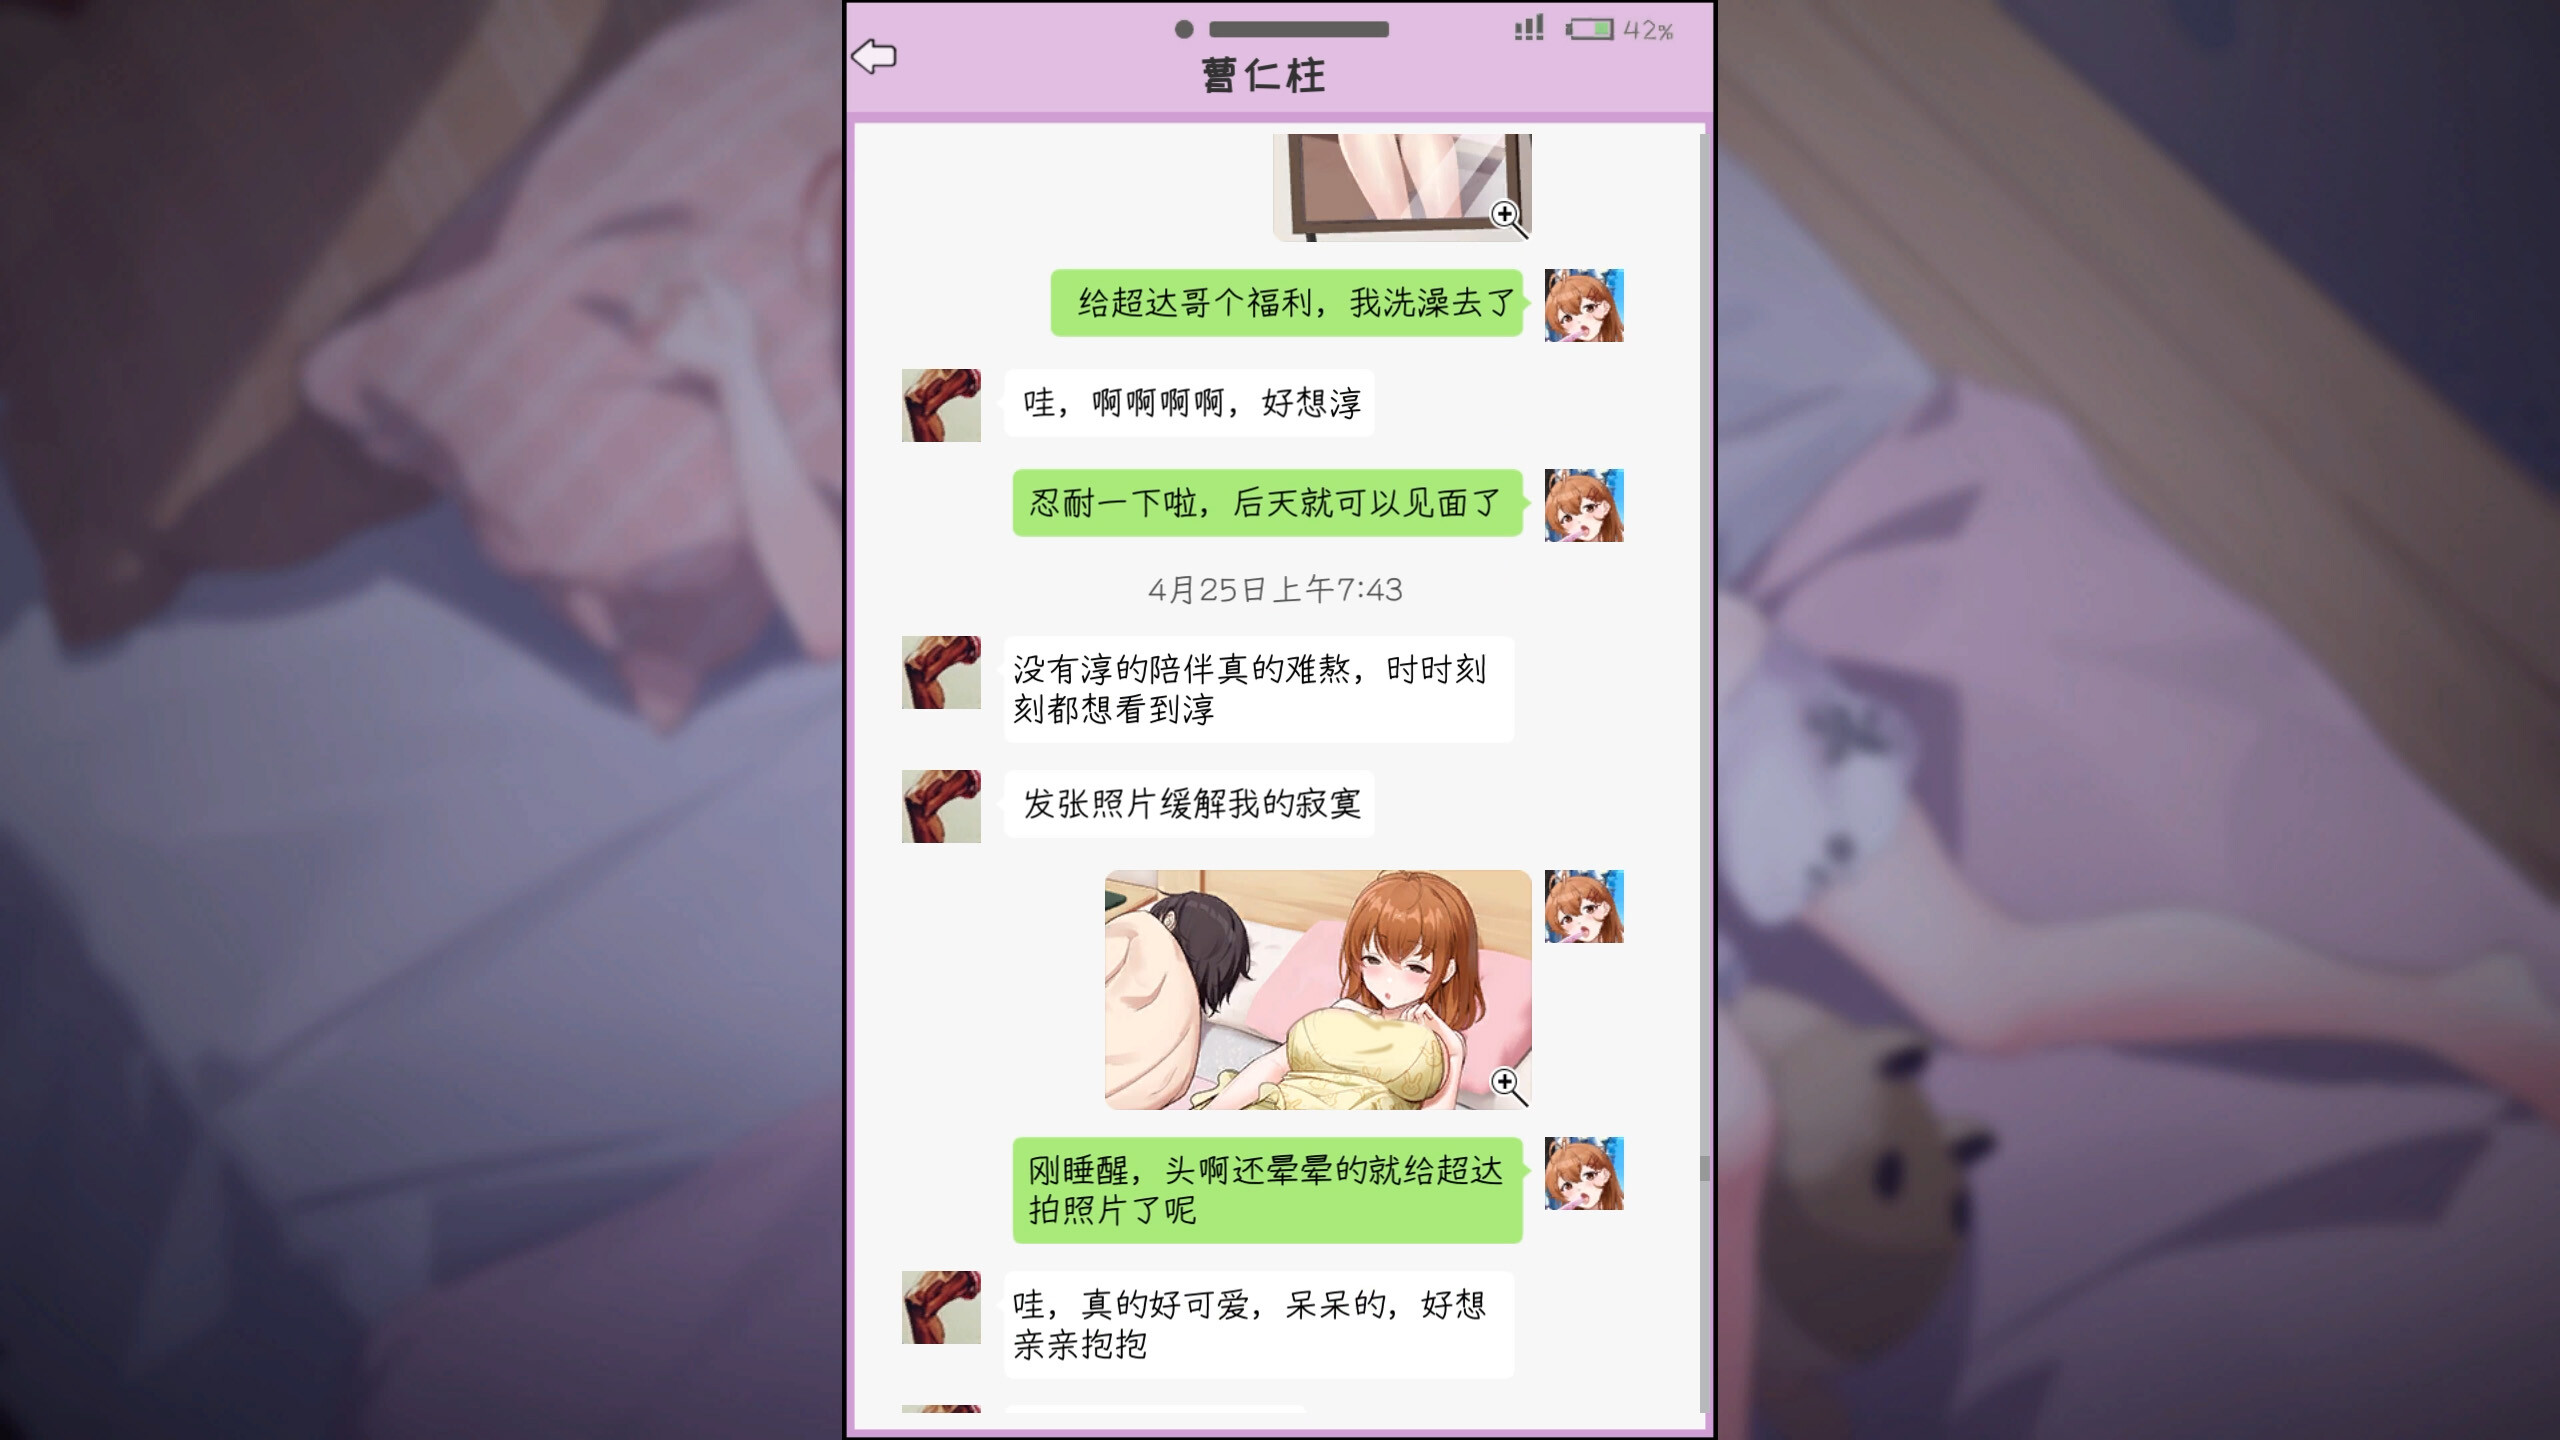 42%
曹仁柱
给超达哥个福利，我洗澡去了
哇，啊啊啊啊，好想淳
忍耐一下啦，后天就可以见面了
4月25日上午7:43
没有淳的陪伴真的难熬，时时刻
刻都想看到淳
发张照片缓解我的寂寞
刚睡醒，头啊还晕晕的就给超达
拍照片了呢
哇，真的好可爱，呆呆的，好想
亲亲抱抱